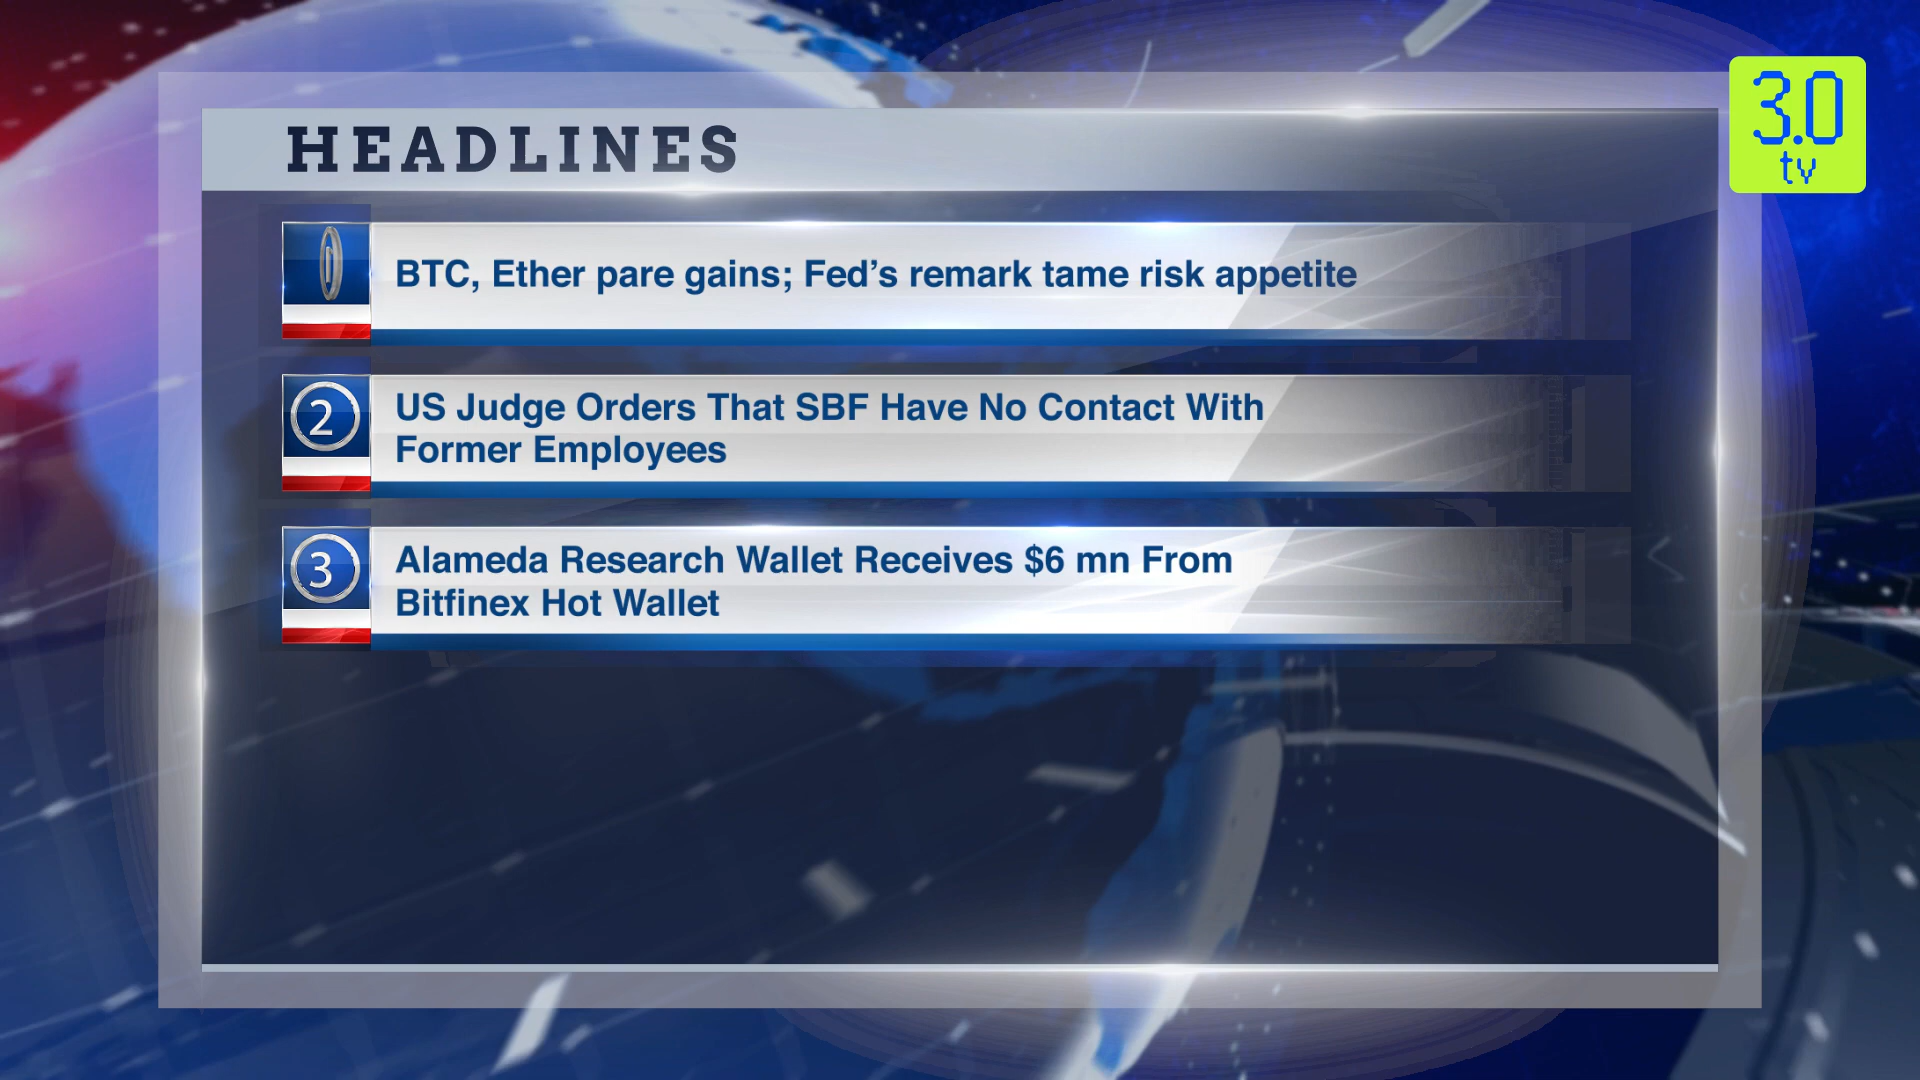 HEADLINES
3.0
tv
BTC, Ether pare gains; Fed’s remark tame risk appetite
2
US Judge Orders That SBF Have No Contact With
Former Employees
3
Alameda Research Wallet Receives $6 mn From
Bitfinex Hot Wallet